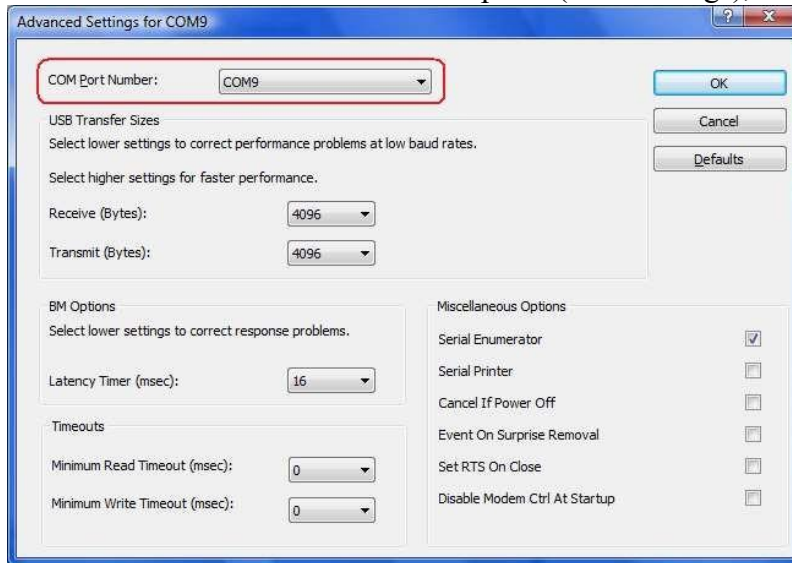 Advanced Settings for COM9
COM Port Number: COM9
OK
USB Transfer Sizes
Cancel
Select lower settings to correct performance problems at low baud rates.
Defaults
Select higher settings for faster performance.
Receive (Bytes): 4096
Transmit (Bytes): 4096
BM Options
Select lower settings to correct response problems.
Latency Timer (msec): 16
Timeouts
Minimum Read Timeout (msec): 0
Minimum Write Timeout (msec): 0
Miscellaneous Options
Serial Enumerator
Serial Printer
Cancel If Power Off
Event On Surprise Removal
Set RTS On Close
Disable Modem Ctrl At Startup